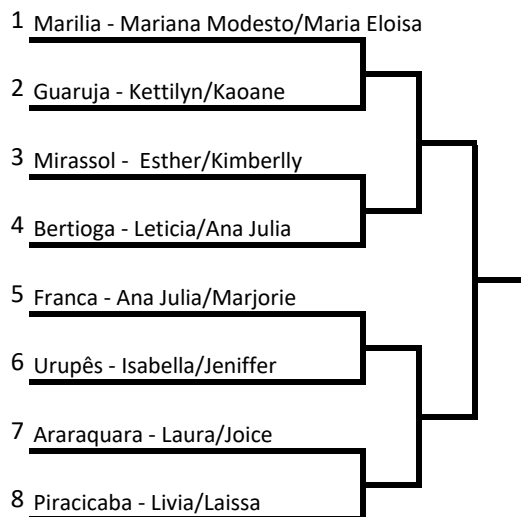 1 Marilia - Mariana Modesto/Maria Eloisa
2 Guaruja - Kettilyn/Kaoane
3 Mirassol -  Esther/Kimberlly
4 Bertioga - Leticia/Ana Julia
5 Franca - Ana Julia/Marjorie
6 Urupês - Isabella/Jeniffer
7 Araraquara - Laura/Joice
8 Piracicaba - Livia/Laissa